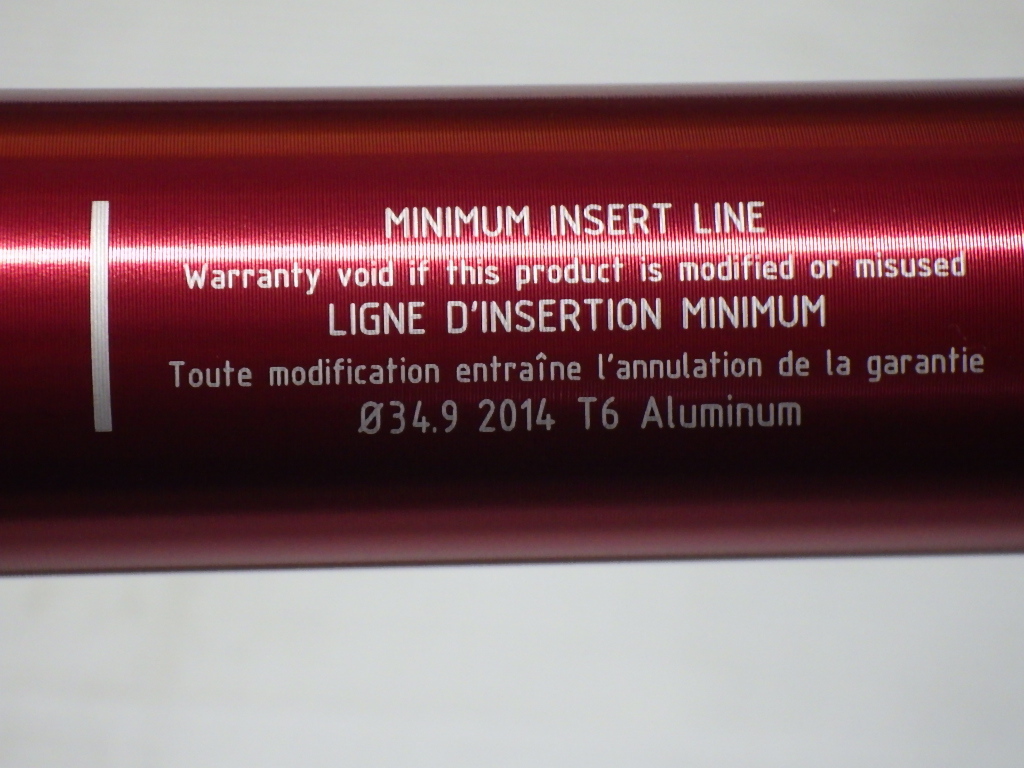 MINIMUM INSERT LINE
Warranty void if this product is modified or misused
LIGNE D'INSERTION MINIMUM
Toute modification entraîne l'annulation de la garantie
Ø34.9 2014 T6 Aluminum